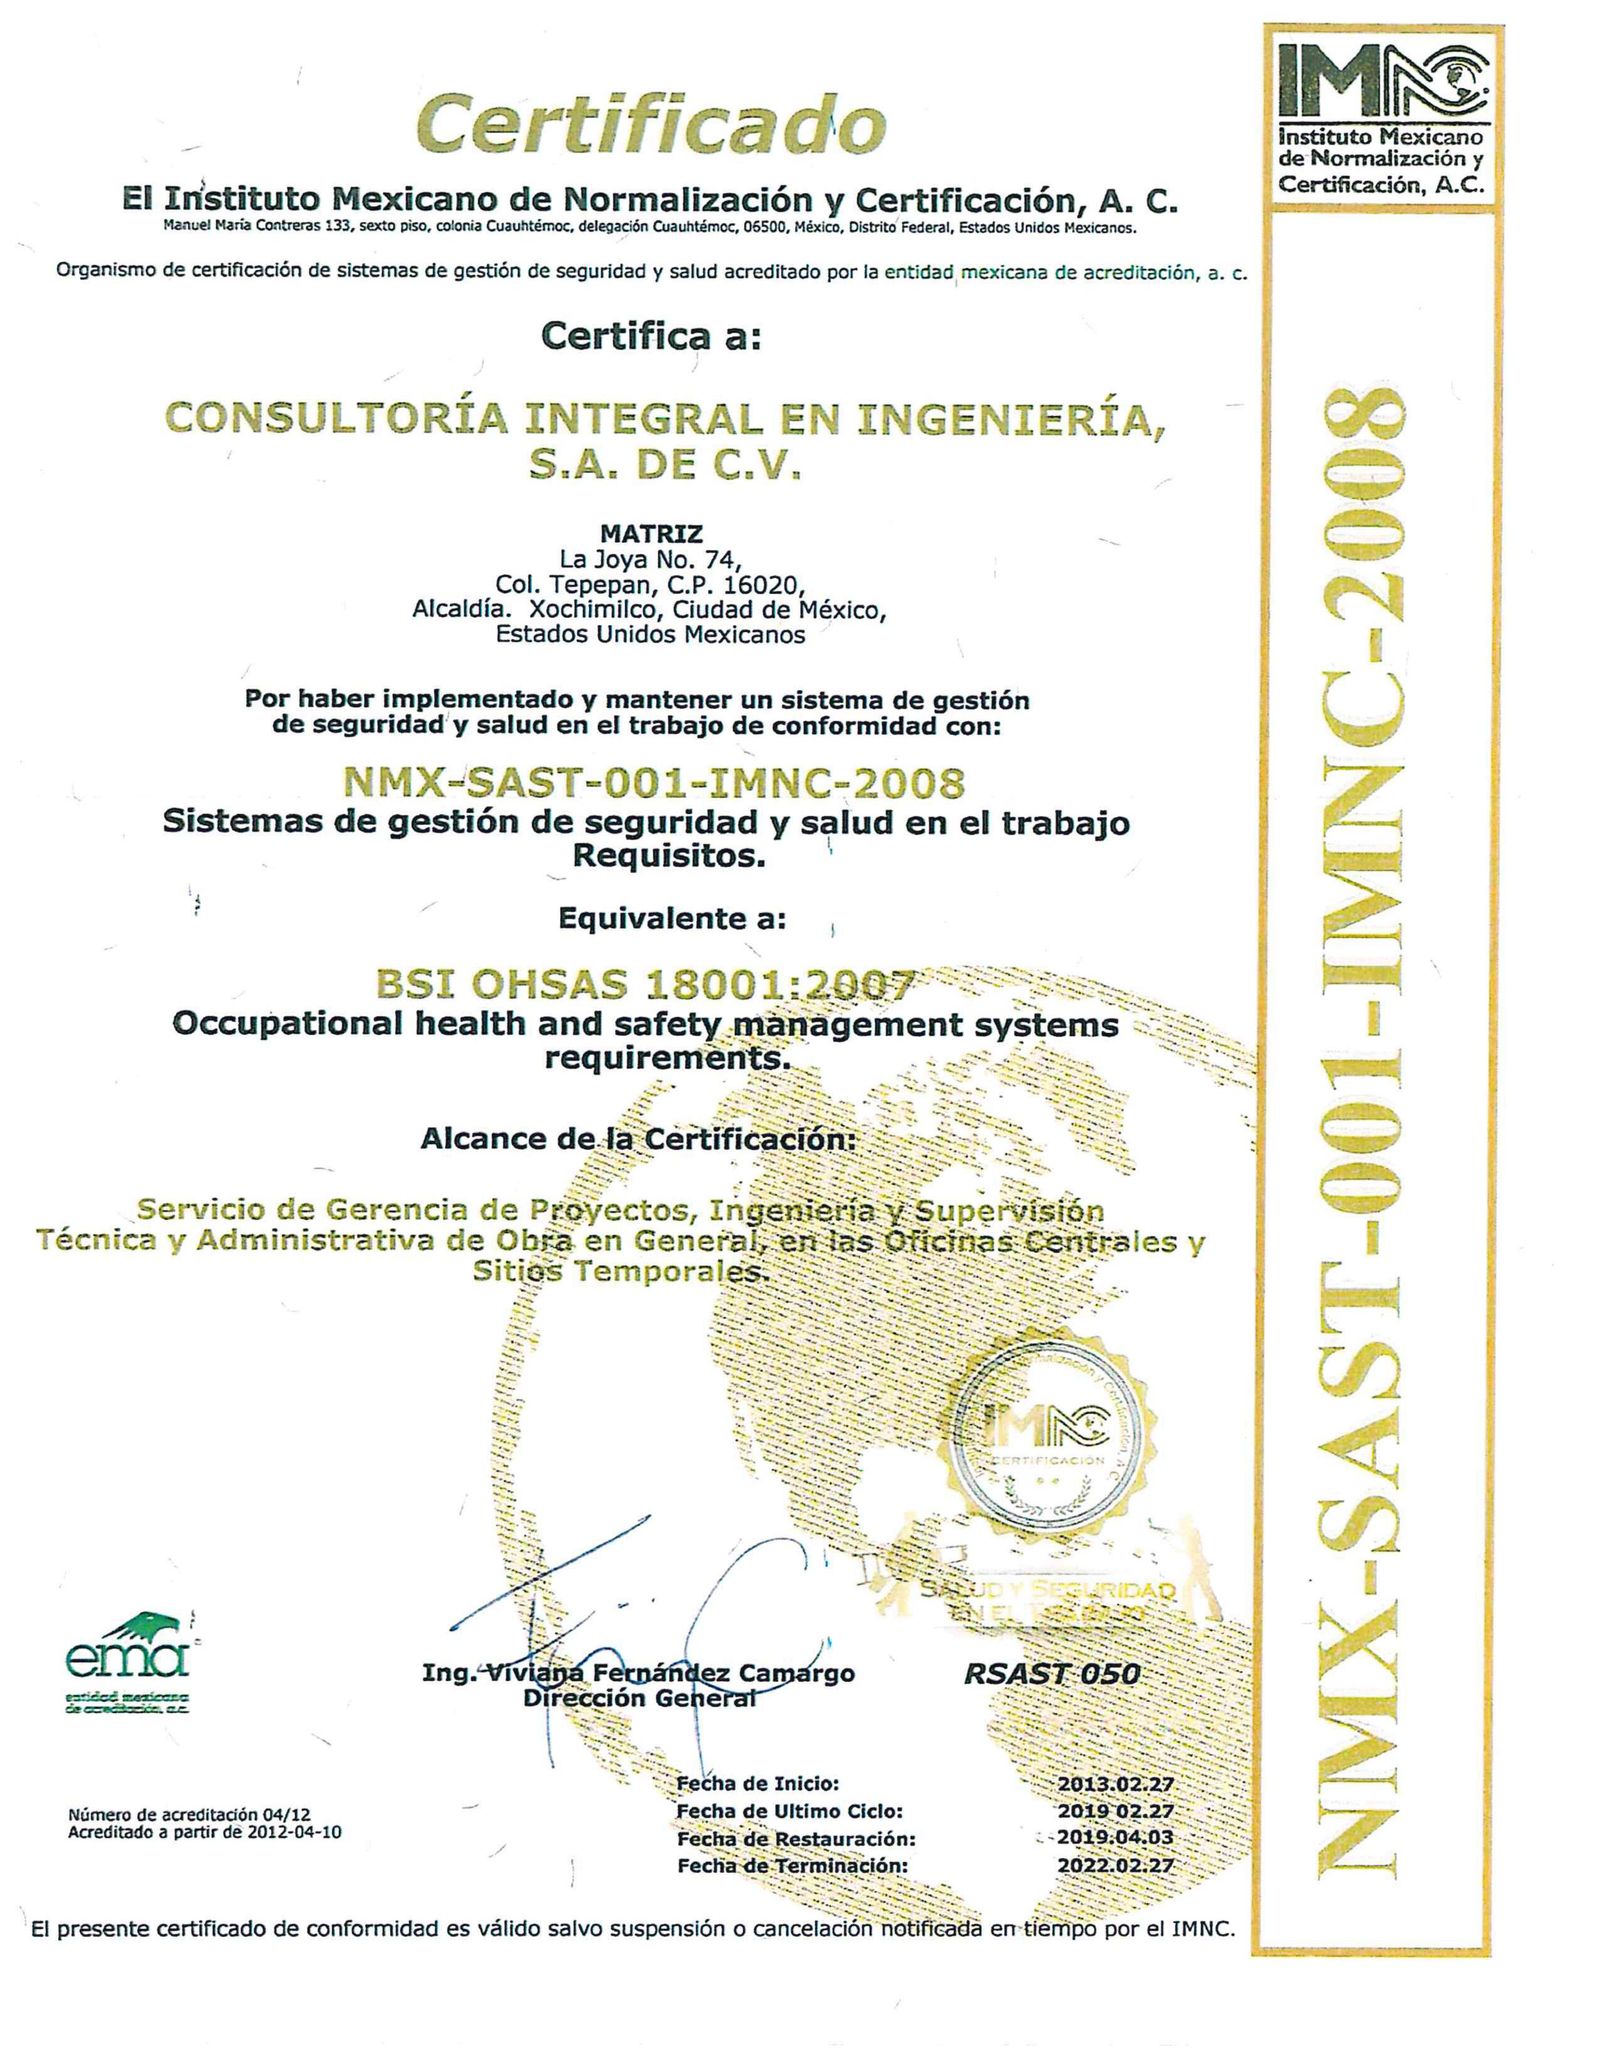 IMNC
Instituto Mexicano
de Normalización y
Certificación, A.C.
Certificado
El Instituto Mexicano de Normalización y Certificación, A. C.
Manuel María Contreras 133, sexto piso, colonia Cuauhtémoc, delegación Cuauhtémoc, 06500, México, Distrito Federal, Estados Unidos Mexicanos.
Organismo de certificación de sistemas de gestión de seguridad y salud acreditado por la entidad mexicana de acreditación, a. c.
Certifica a:
CONSULTORÍA INTEGRAL EN INGENIERÍA,
S.A. DE C.V.
MATRIZ
La Joya No. 74,
Col. Tepepan, C.P. 16020,
Alcaldía. Xochimilco, Ciudad de México,
Estados Unidos Mexicanos
Por haber implementado y mantener un sistema de gestión
de seguridad y salud en el trabajo de conformidad con:
NMX-SAST-001-IMNC-2008
Sistemas de gestión de seguridad y salud en el trabajo
Requisitos.
Equivalente a:
BSI OHSAS 18001:2007
Occupational health and safety management systems
requirements.
Alcance de la Certificación:
Servicio de Gerencia de Proyectos, Ingeniería y Supervisión
Técnica y Administrativa de Obra en General, en las Oficinas Centrales y
Sitios Temporales.
IMNC
CERTIFICACIÓN
SALUD Y SEGURIDAD
EN EL TRABAJO
ema
entidad mexicana
de acreditación, a.c.
Ing. Viviana Fernández Camargo
Dirección General
RSAST 050
Número de acreditación 04/12
Acreditado a partir de 2012-04-10
Fecha de Inicio: 2013.02.27
Fecha de Ultimo Ciclo: 2019 02.27
Fecha de Restauración: 2019.04.03
Fecha de Terminación: 2022.02.27
El presente certificado de conformidad es válido salvo suspensión o cancelación notificada en tiempo por el IMNC.
NMX-SAST-001-IMNC-2008